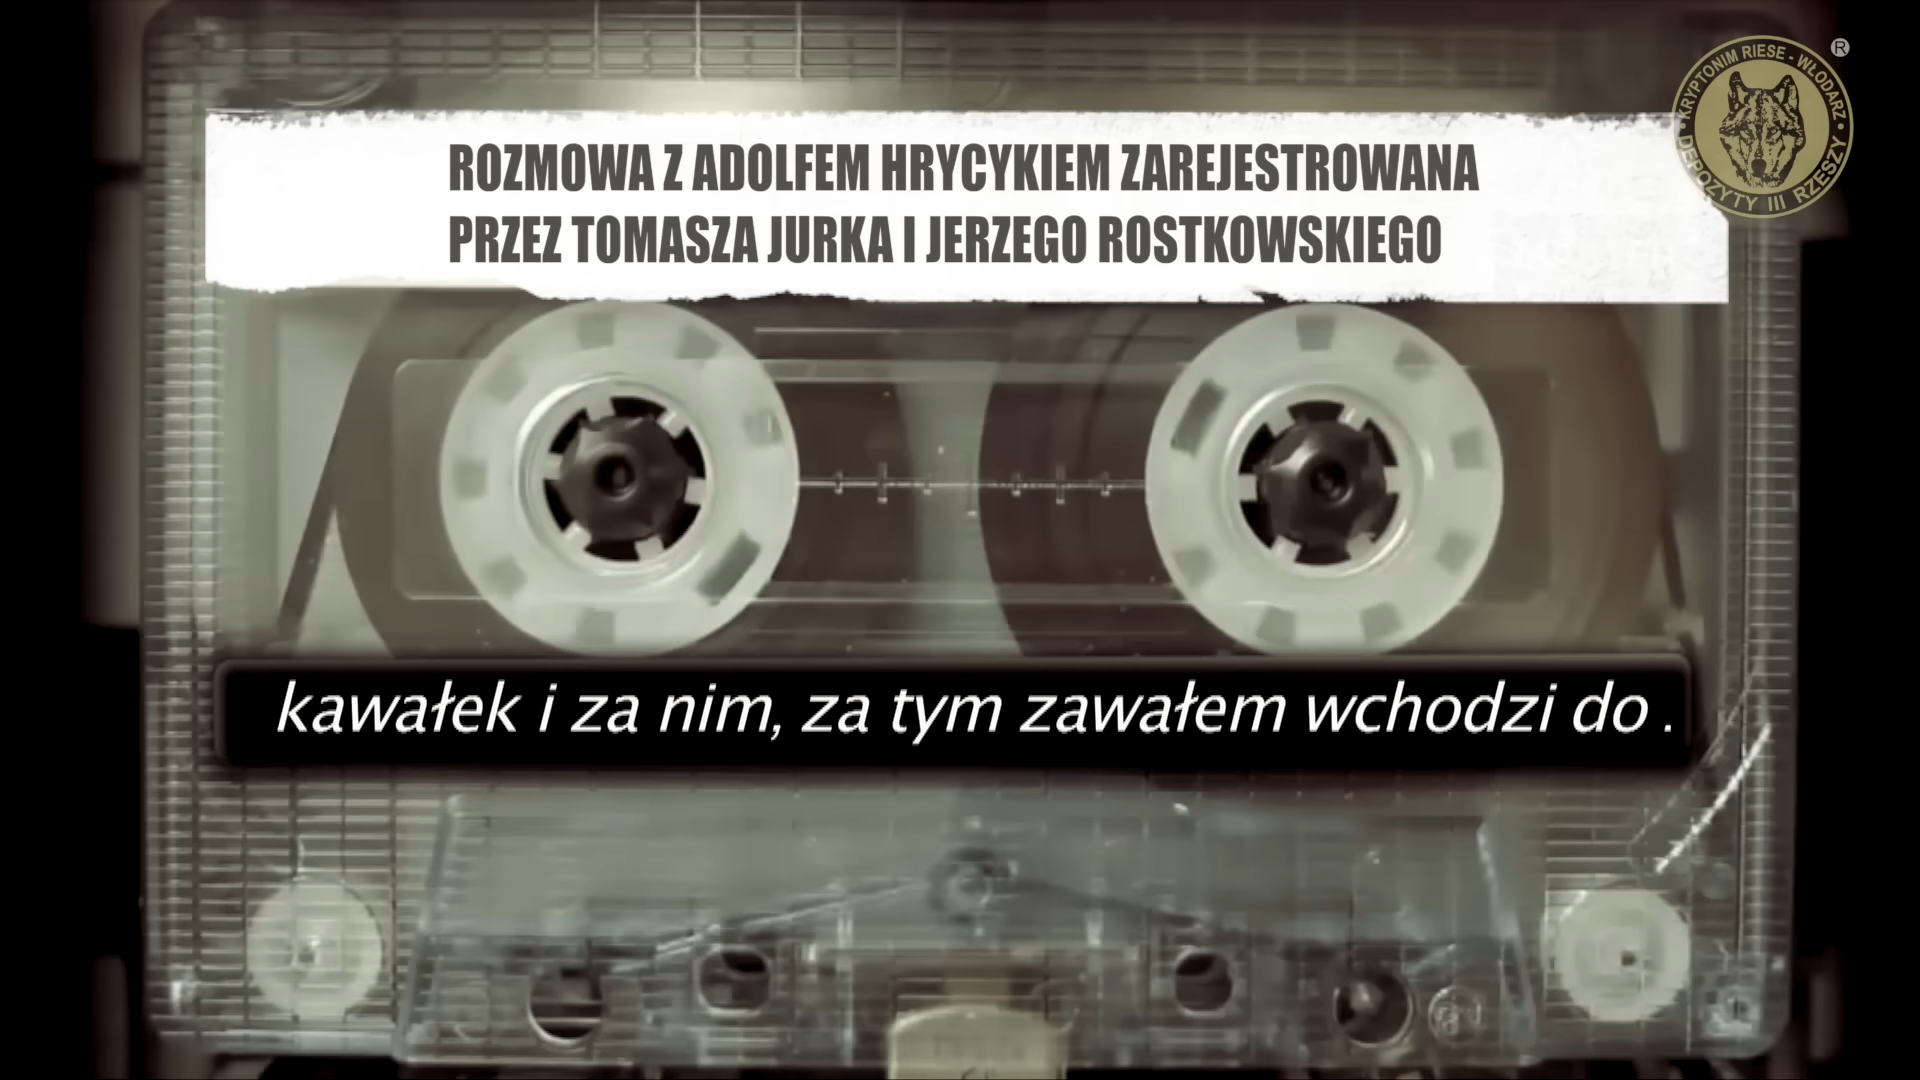 ROZMOWA Z ADOLFEM HRYCYKIEM ZAREJESTROWANA
PRZEZ TOMASZA JURKA I JERZEGO ROSTKOWSKIEGO
KRYPTONIM RIESE - WŁODARZ •
DEPOZYTY III RZESZY •
®
kawałek i za nim, za tym zawałem wchodzi do .